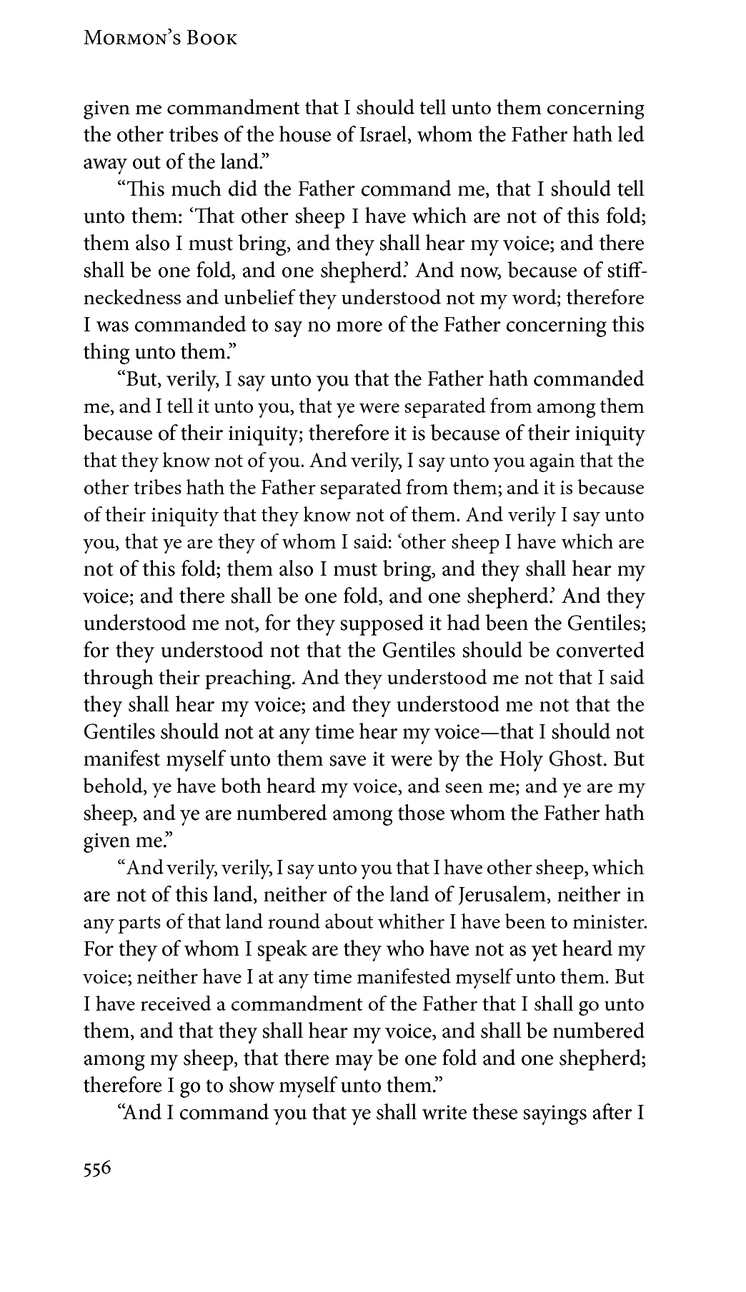 Mormon’s Book
given me commandment that I should tell unto them concerning
the other tribes of the house of Israel, whom the Father hath led
away out of the land.”
“This much did the Father command me, that I should tell
unto them: ‘That other sheep I have which are not of this fold;
them also I must bring, and they shall hear my voice; and there
shall be one fold, and one shepherd.’ And now, because of stiff-
neckedness and unbelief they understood not my word; therefore
I was commanded to say no more of the Father concerning this
thing unto them.”
“But, verily, I say unto you that the Father hath commanded
me, and I tell it unto you, that ye were separated from among them
because of their iniquity; therefore it is because of their iniquity
that they know not of you. And verily, I say unto you again that the
other tribes hath the Father separated from them; and it is because
of their iniquity that they know not of them. And verily I say unto
you, that ye are they of whom I said: ‘other sheep I have which are
not of this fold; them also I must bring, and they shall hear my
voice; and there shall be one fold, and one shepherd.’ And they
understood me not, for they supposed it had been the Gentiles;
for they understood not that the Gentiles should be converted
through their preaching. And they understood me not that I said
they shall hear my voice; and they understood me not that the
Gentiles should not at any time hear my voice—that I should not
manifest myself unto them save it were by the Holy Ghost. But
behold, ye have both heard my voice, and seen me; and ye are my
sheep, and ye are numbered among those whom the Father hath
given me.”
“And verily, verily, I say unto you that I have other sheep, which
are not of this land, neither of the land of Jerusalem, neither in
any parts of that land round about whither I have been to minister.
For they of whom I speak are they who have not as yet heard my
voice; neither have I at any time manifested myself unto them. But
I have received a commandment of the Father that I shall go unto
them, and that they shall hear my voice, and shall be numbered
among my sheep, that there may be one fold and one shepherd;
therefore I go to show myself unto them.”
“And I command you that ye shall write these sayings after I
556